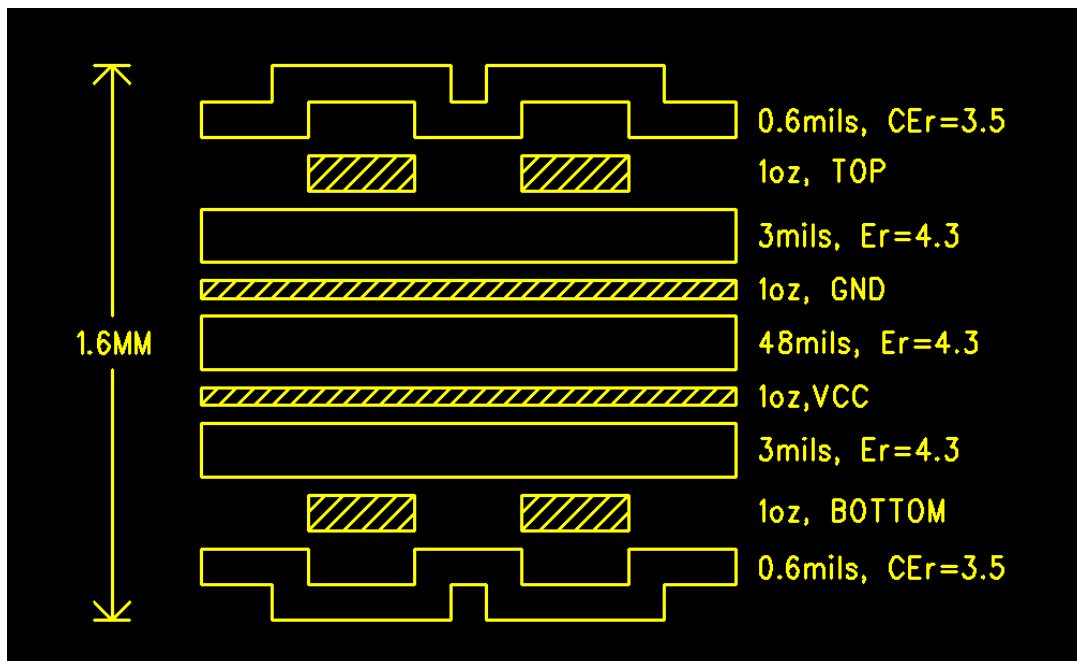 0.6mils, CEr=3.5
1oz, TOP
3mils, Er=4.3
1oz, GND
1.6MM
48mils, Er=4.3
1oz,VCC
3mils, Er=4.3
1oz, BOTTOM
0.6mils, CEr=3.5